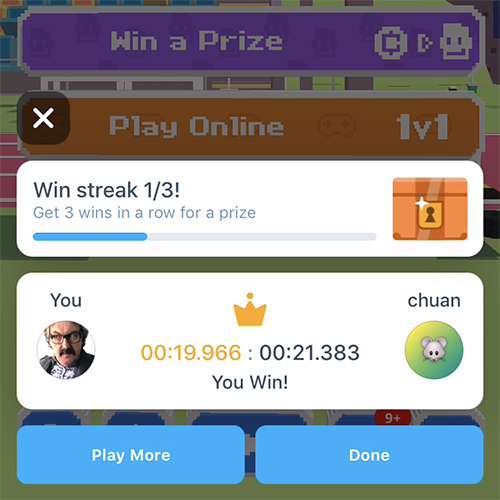 Win a Prize
Play Online
1v1
Win streak 1/3!
Get 3 wins in a row for a prize
You
chuan
00:19.966 : 00:21.383
You Win!
9+
Play More
Done